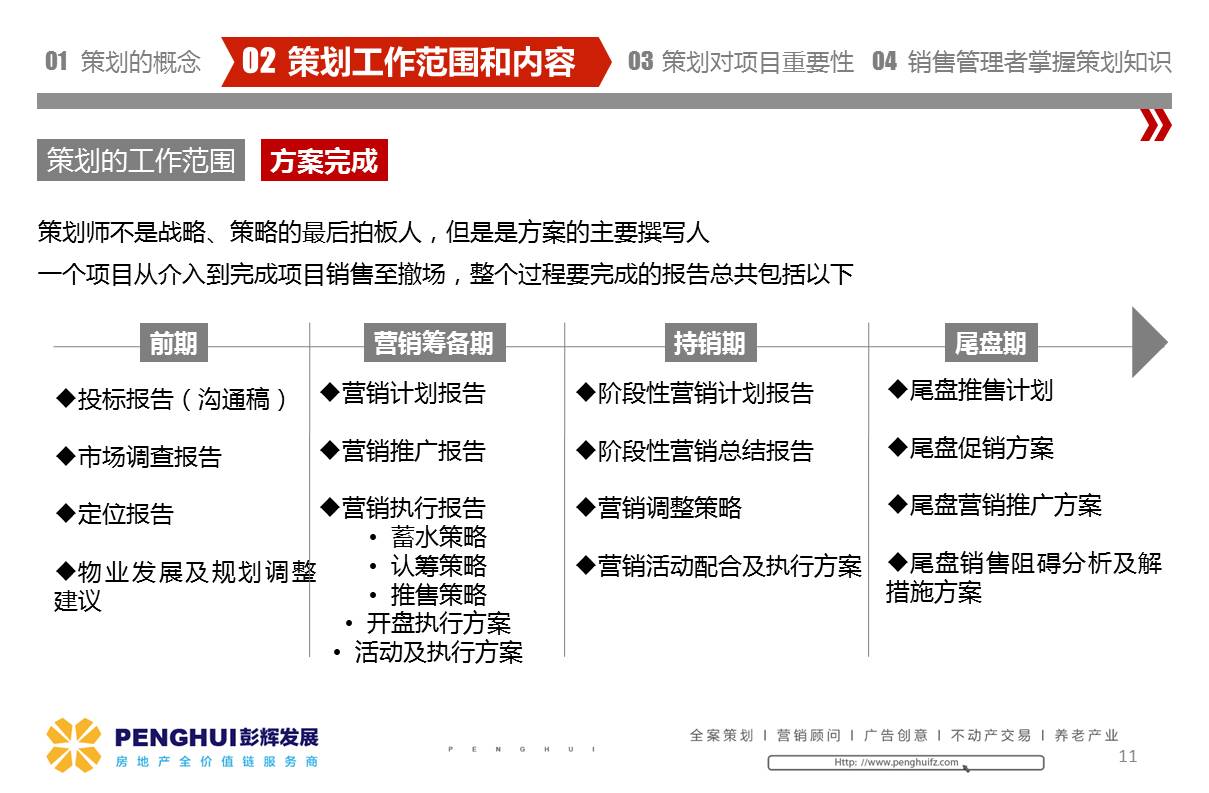 01 策划的概念
02 策划工作范围和内容
03 策划对项目重要性
04 销售管理者掌握策划知识
策划的工作范围
方案完成
策划师不是战略、策略的最后拍板人，但是是方案的主要撰写人
一个项目从介入到完成项目销售至撤场，整个过程要完成的报告总共包括以下
前期
◆投标报告（沟通稿）
◆市场调查报告
◆定位报告
◆物业发展及规划调整
建议
营销筹备期
◆营销计划报告
◆营销推广报告
◆营销执行报告
• 蓄水策略
• 认筹策略
• 推售策略
• 开盘执行方案
• 活动及执行方案
持销期
◆阶段性营销计划报告
◆阶段性营销总结报告
◆营销调整策略
◆营销活动配合及执行方案
尾盘期
◆尾盘推售计划
◆尾盘促销方案
◆尾盘营销推广方案
◆尾盘销售阻碍分析及解
措施方案
PENGHUI彭辉发展
房地产全价值链服务商
PENGHUI
全案策划 I 营销顾问 I 广告创意 I 不动产交易 I 养老产业
Http: //www.penghuifz.com
11